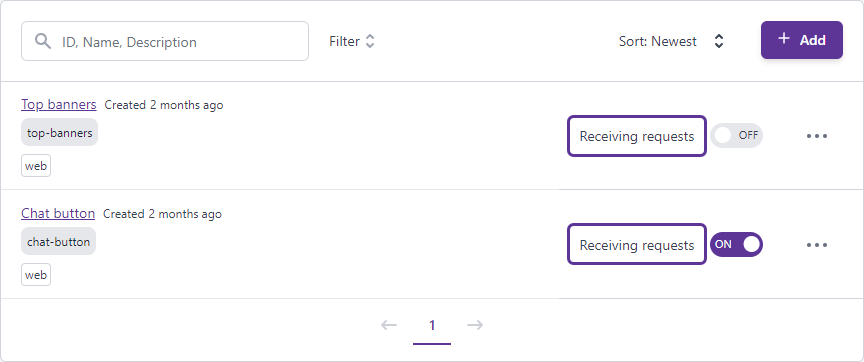 ID, Name, Description
Filter
Sort: Newest
+ Add
Top banners Created 2 months ago
top-banners
Receiving requests
OFF
web
Chat button Created 2 months ago
chat-button
Receiving requests
ON
web
1